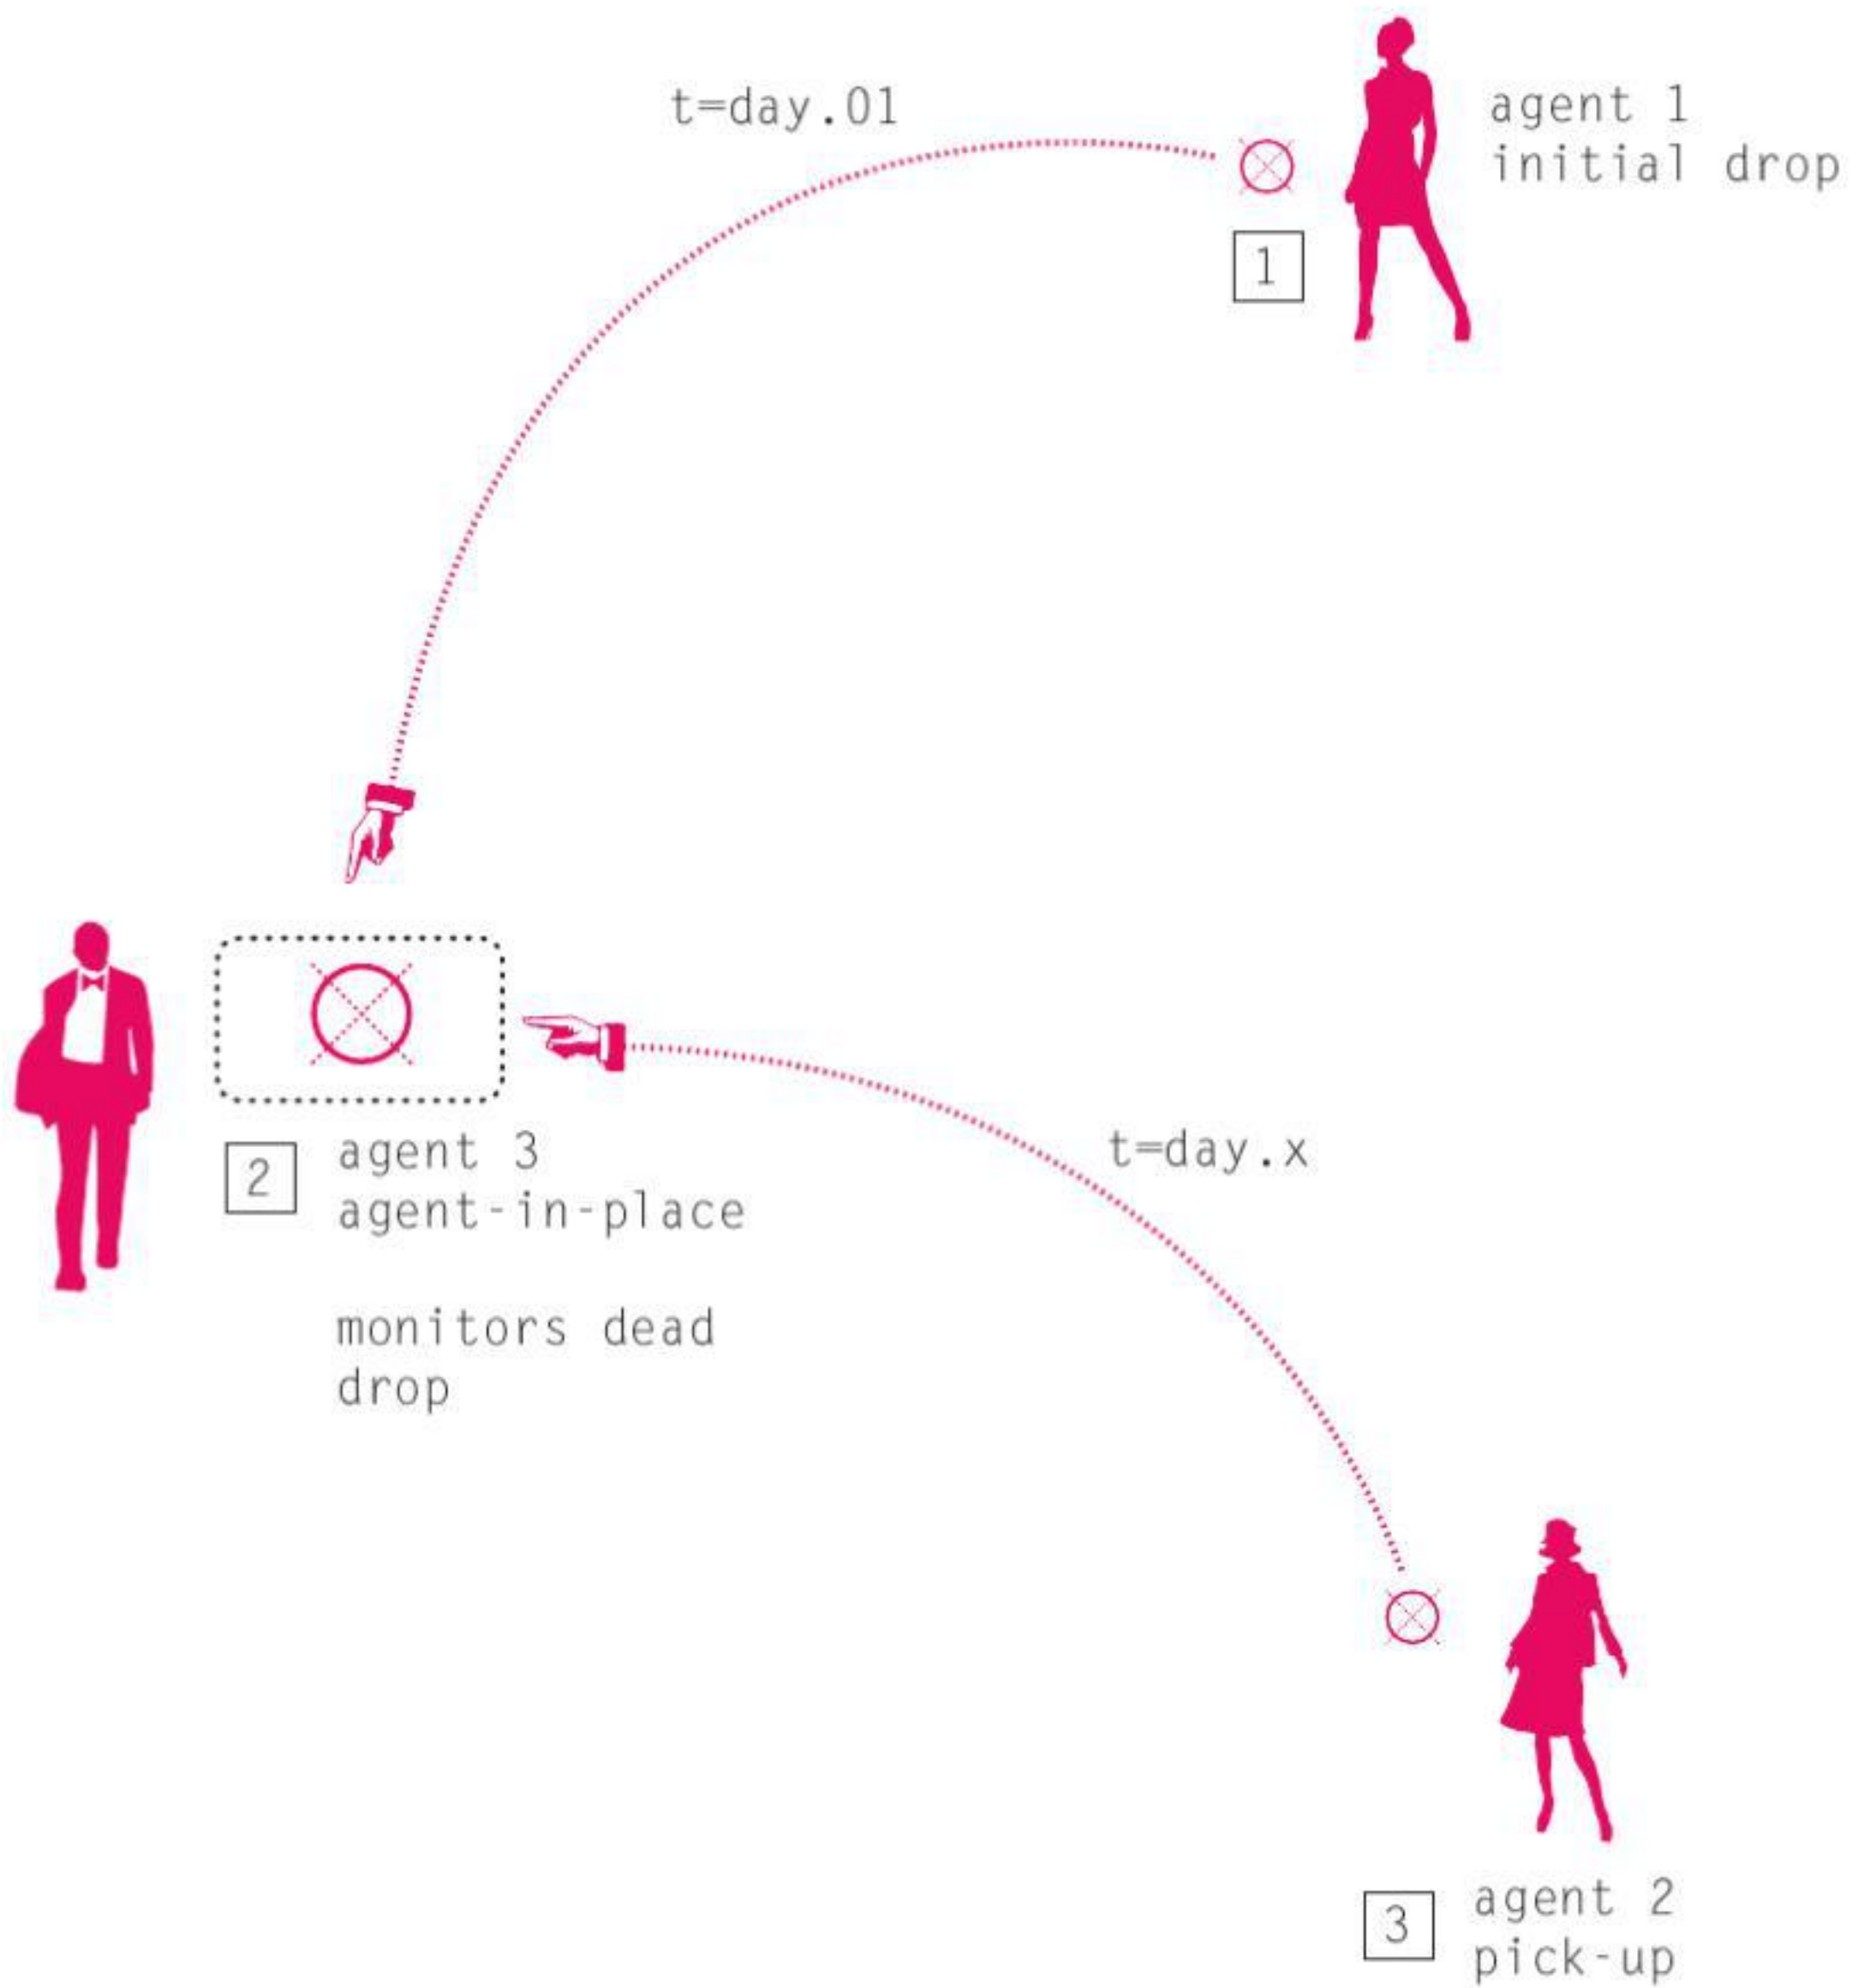 t=day.01
agent 1
initial drop
1
2
agent 3
agent-in-place
monitors dead
drop
t=day.x
3
agent 2
pick-up